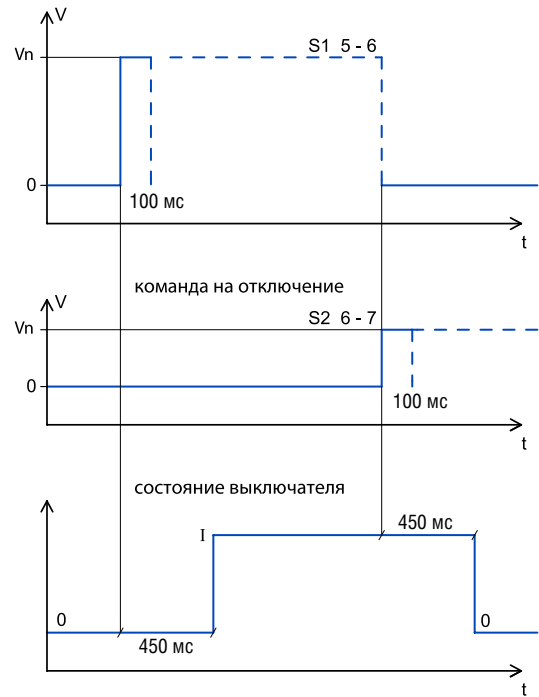 V
Vn
S1 5 - 6
0
100 мс
t
команда на отключение
V
Vn
S2 6 - 7
0
100 мс
t
состояние выключателя
I
450 мс
0
0
450 мс
t